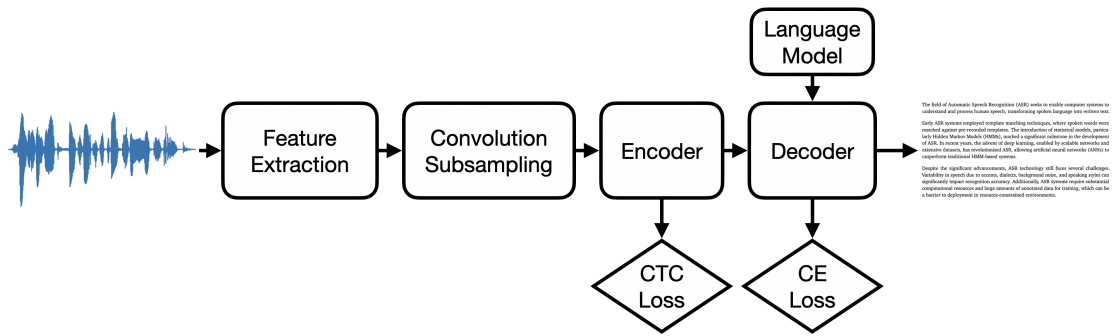 Language
Model
Feature
Extraction
Convolution
Subsampling
Encoder
Decoder
The field of Automatic Speech Recognition (ASR) seeks to enable computer systems to
understand and process human speech, transforming spoken language into written text.
Early ASR systems employed template matching techniques, where spoken words were
matched against pre-recorded templates. The introduction of statistical models, particu-
larly Hidden Markov Models (HMMs), marked a significant milestone in the development
of ASR. In recent years, the advent of deep learning, enabled by scalable networks and
extensive datasets, has revolutionised ASR, allowing artificial neural networks (ANNs) to
outperform traditional HMM-based systems.
Despite the significant advancements, ASR technology still faces several challenges.
Variability in speech due to accents, dialects, background noise, and speaking styles can
significantly impact recognition accuracy. Additionally, ASR systems require substantial
computational resources and large amounts of annotated data for training, which can be
a barrier to deployment in resource-constrained environments.
CTC
Loss
CE
Loss